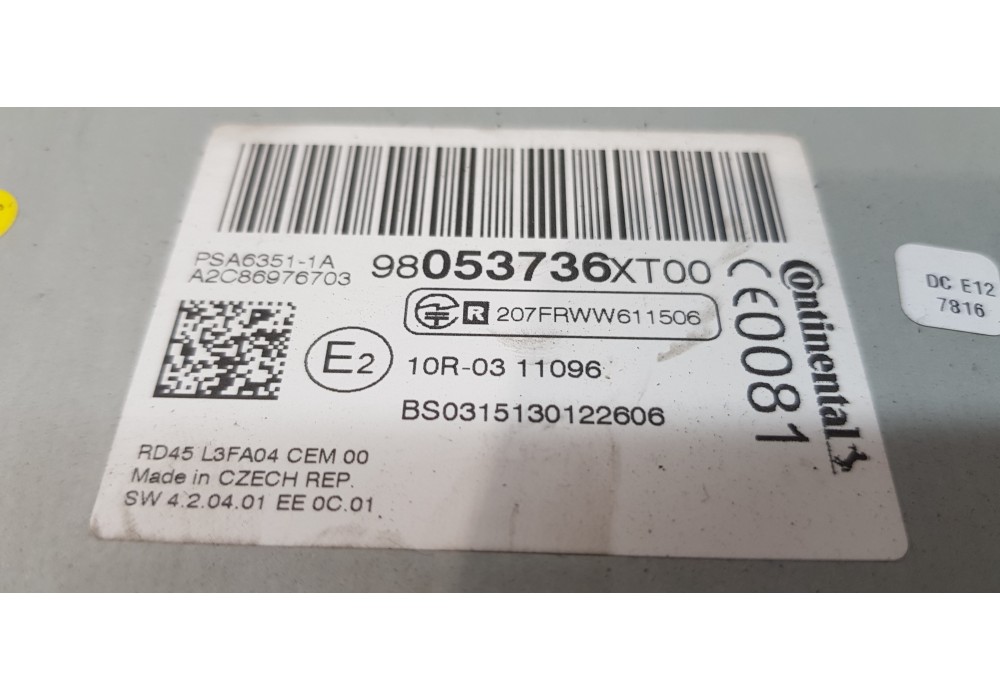 PSA6351-1A
A2C86976703
98053736XT00
R 207FRWW611506
E2
10R-03 11096
BS0315130122606
RD45 L3FA04 CEM 00
Made in CZECH REP.
SW 4.2.04.01 EE 0C.01
CE0081
Continental
DC E12
7816